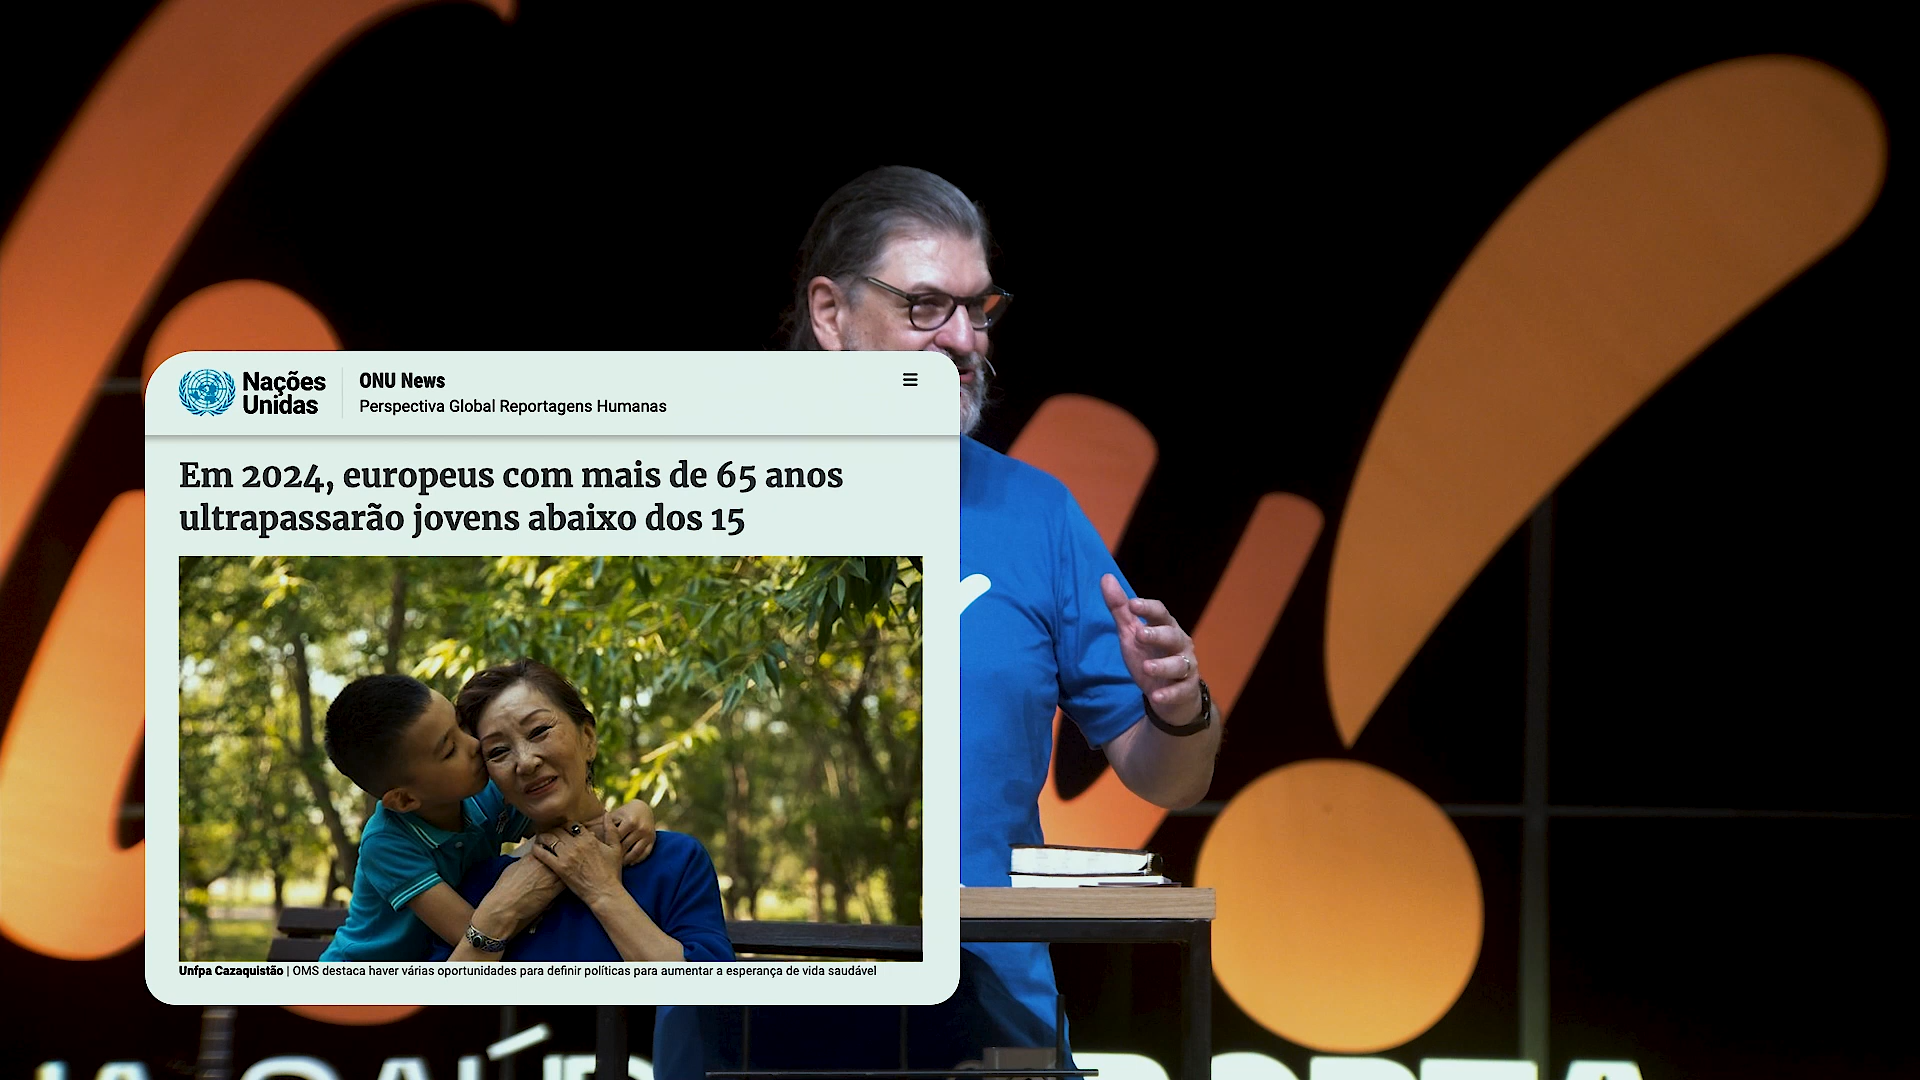 Nações
Unidas
ONU News
Perspectiva Global Reportagens Humanas
Em 2024, europeus com mais de 65 anos
ultrapassarão jovens abaixo dos 15
Unfpa Cazaquistão | OMS destaca haver várias oportunidades para definir políticas para aumentar a esperança de vida saudável